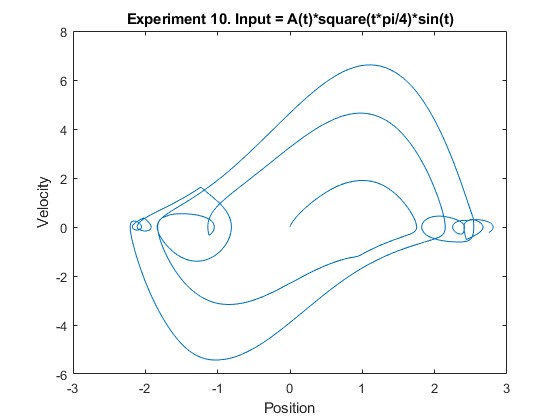 Experiment 10. Input = A(t)*square(t*pi/4)*sin(t)
8
6
4
2
0
-2
-4
-6
Velocity
-3 -2 -1 0 1 2 3
Position